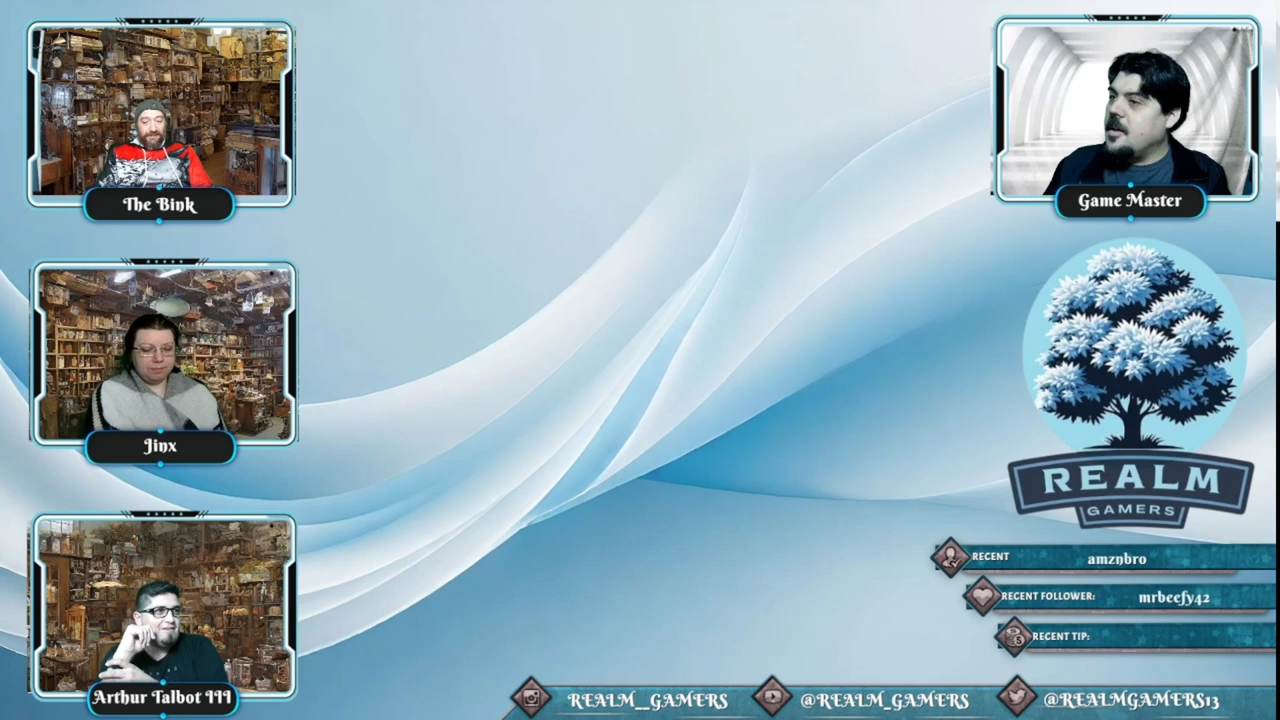 The Bink
Game Master
Jinx
Arthur Talbot III
REALM
GAMERS
RECENT amznbro
RECENT FOLLOWER: mrbeefy42
RECENT TIP:
REALM_GAMERS @REALM_GAMERS @REALMGAMERS13